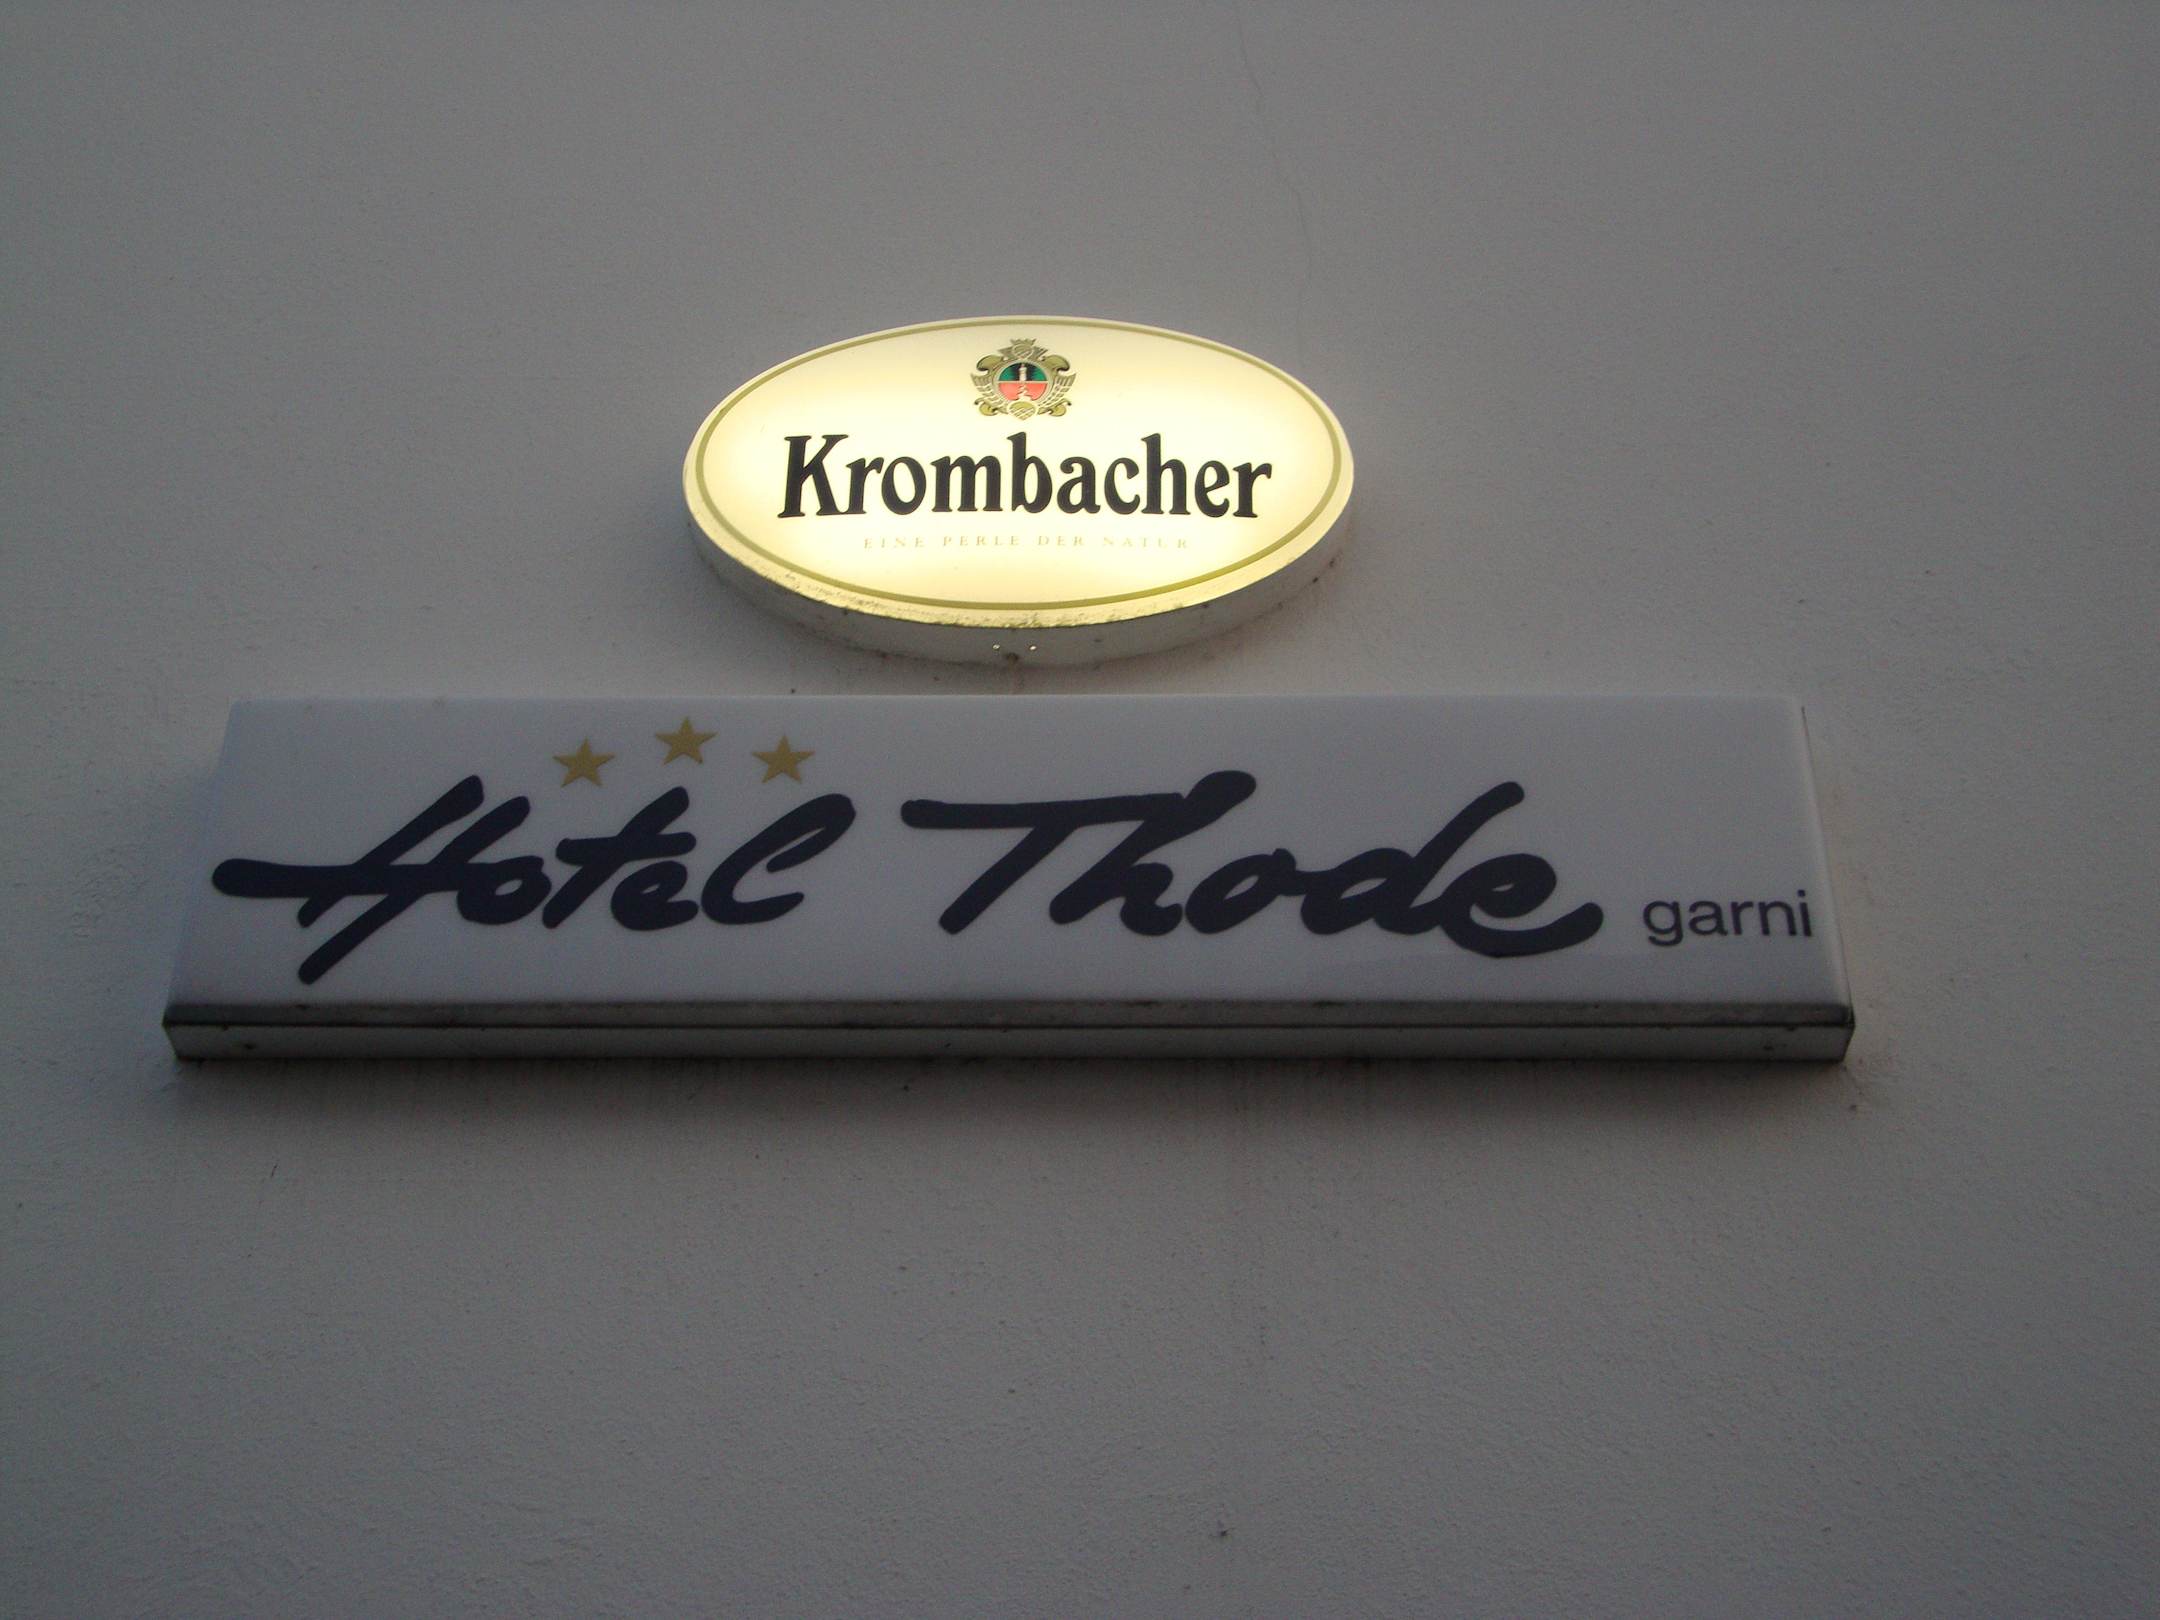 Krombacher
EINE PERLE DER NATUR
Hotel Thode garni